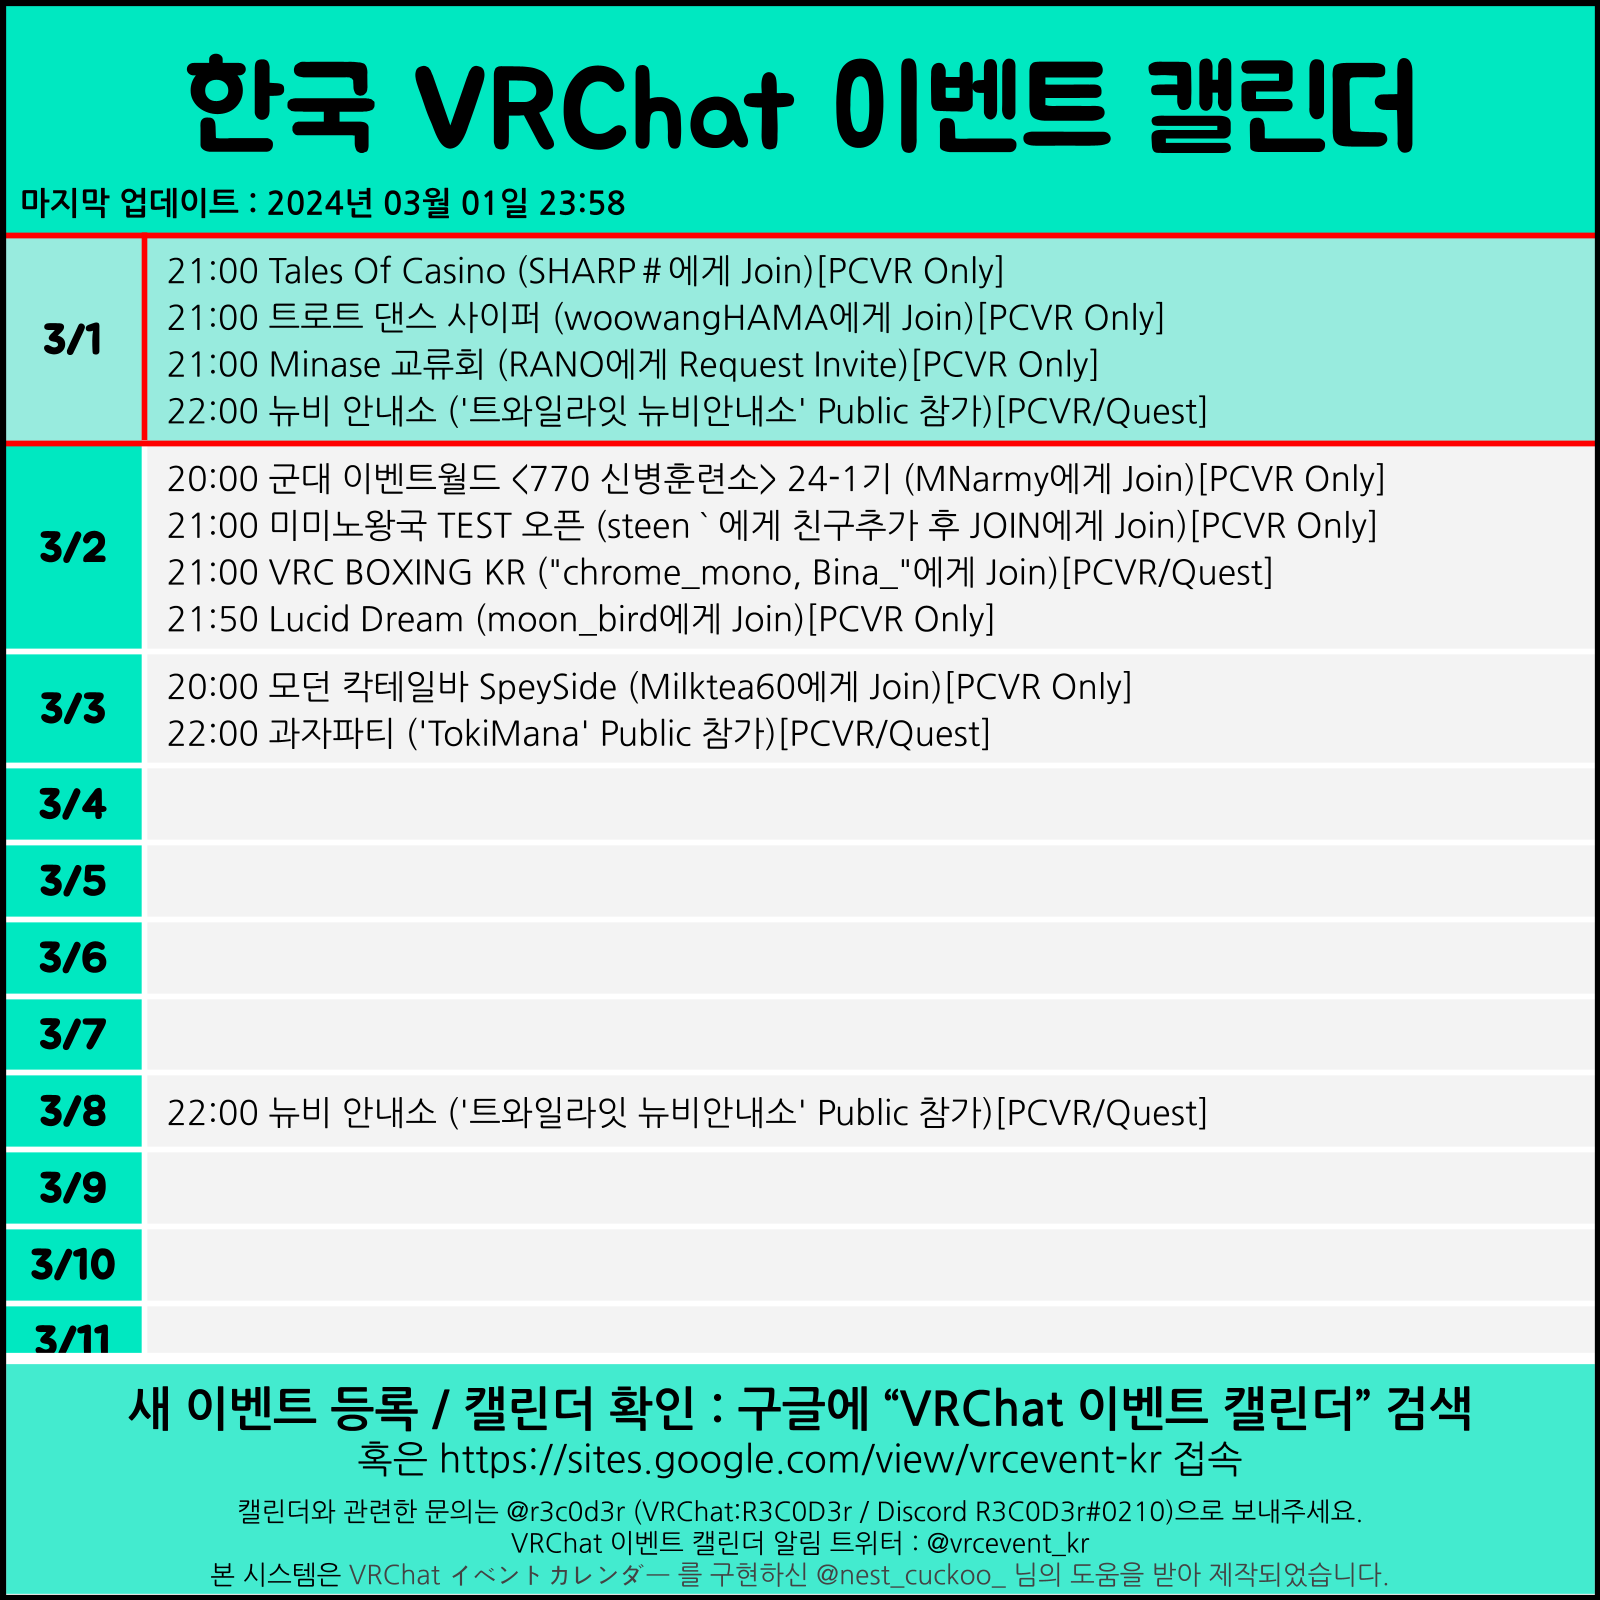 한국 VRChat 이벤트 캘린더
마지막 업데이트 : 2024년 03월 01일 23:58
3/1
21:00 Tales Of Casino (SHARP＃에게 Join)[PCVR Only]
21:00 트로트 댄스 사이퍼 (woowangHAMA에게 Join)[PCVR Only]
21:00 Minase 교류회 (RANO에게 Request Invite)[PCVR Only]
22:00 뉴비 안내소 ('트와일라잇 뉴비안내소' Public 참가)[PCVR/Quest]
3/2
20:00 군대 이벤트월드 <770 신병훈련소> 24-1기 (MNarmy에게 Join)[PCVR Only]
21:00 미미노왕국 TEST 오픈 (steen｀에게 친구추가 후 JOIN에게 Join)[PCVR Only]
21:00 VRC BOXING KR ("chrome_mono, Bina_"에게 Join)[PCVR/Quest]
21:50 Lucid Dream (moon_bird에게 Join)[PCVR Only]
3/3
20:00 모던 칵테일바 SpeySide (Milktea60에게 Join)[PCVR Only]
22:00 과자파티 ('TokiMana' Public 참가)[PCVR/Quest]
3/4
3/5
3/6
3/7
3/8
22:00 뉴비 안내소 ('트와일라잇 뉴비안내소' Public 참가)[PCVR/Quest]
3/9
3/10
3/11
새 이벤트 등록 / 캘린더 확인 : 구글에 “VRChat 이벤트 캘린더” 검색
혹은 https://sites.google.com/view/vrcevent-kr 접속
캘린더와 관련한 문의는 @r3c0d3r (VRChat:R3C0D3r / Discord R3C0D3r#0210)으로 보내주세요.
VRChat 이벤트 캘린더 알림 트위터 : @vrcevent_kr
본 시스템은 VRChat イベントカレンダー 를 구현하신 @nest_cuckoo_ 님의 도움을 받아 제작되었습니다.